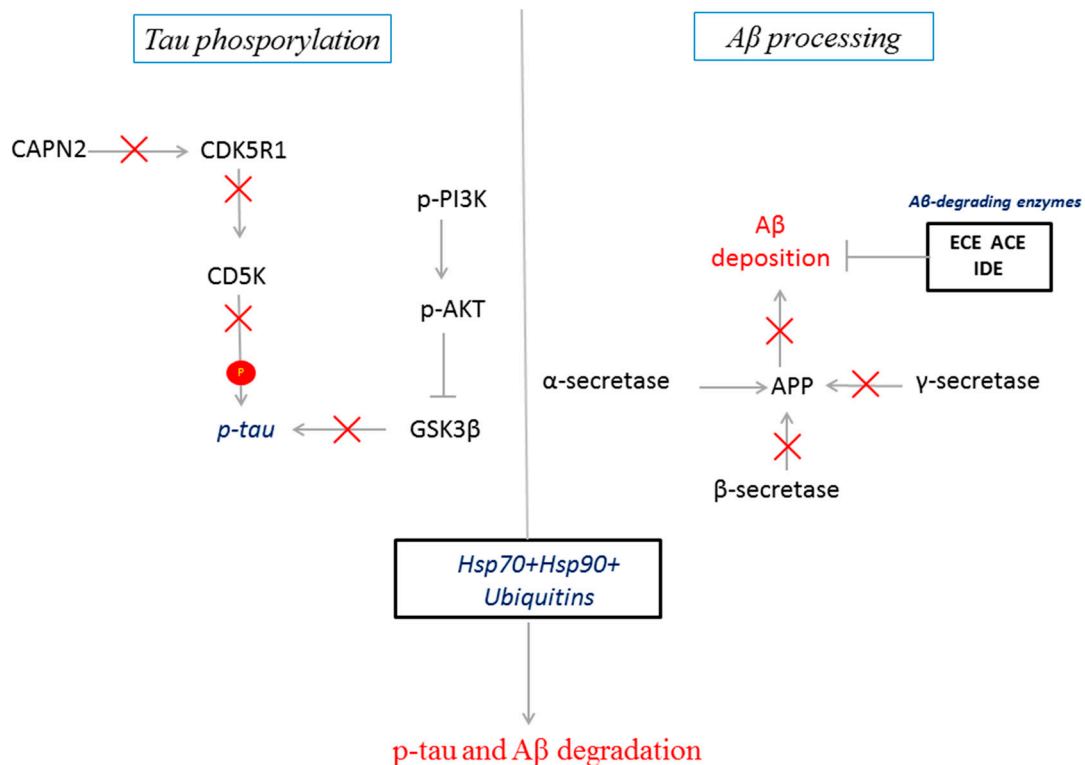 Tau phosporylation
CAPN2
CDK5R1
CD5K
P
p-tau
p-PI3K
p-AKT
GSK3β
Aβ processing
Aβ-degrading enzymes
ECE ACE
IDE
Aβ
deposition
α-secretase
APP
γ-secretase
β-secretase
Hsp70+Hsp90+
Ubiquitins
p-tau and Aβ degradation